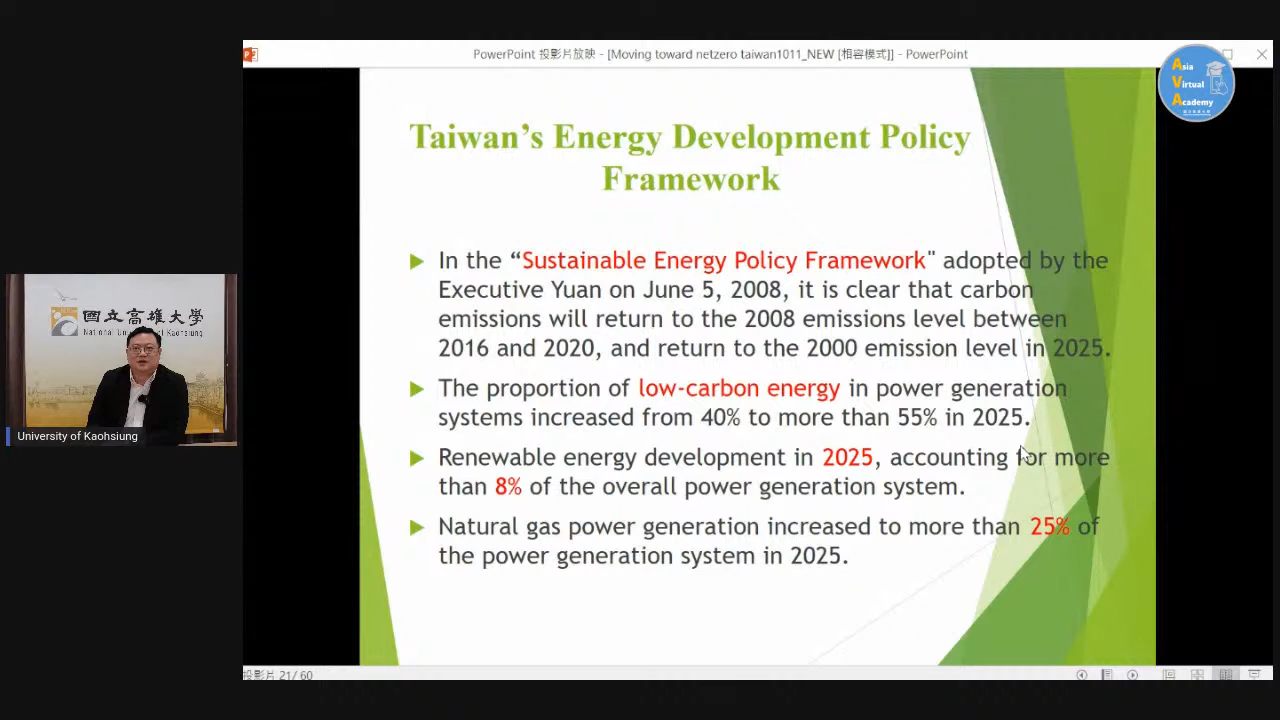 PowerPoint 投影片放映 - [Moving toward netzero taiwan1011_NEW [相容模式]] - PowerPoint
Asia
Virtual
Academy
Taiwan’s Energy Development Policy
Framework
In the “Sustainable Energy Policy Framework" adopted by the
Executive Yuan on June 5, 2008, it is clear that carbon
emissions will return to the 2008 emissions level between
2016 and 2020, and return to the 2000 emission level in 2025.
The proportion of low-carbon energy in power generation
systems increased from 40% to more than 55% in 2025.
Renewable energy development in 2025, accounting for more
than 8% of the overall power generation system.
Natural gas power generation increased to more than 25% of
the power generation system in 2025.
國立高雄大學
National University of Kaohsiung
University of Kaohsiung
投影片 21/60